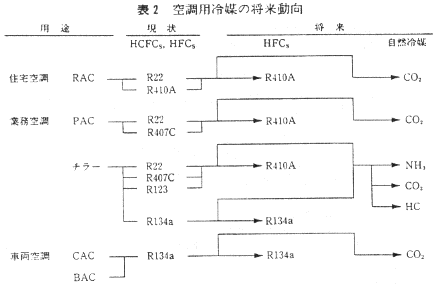 表2 空調用冷媒の将来動向
用途 現状 将来
HCFCs, HFCs HFCs 自然冷媒
住宅空調 RAC R22 R410A CO2
R410A
業務空調 PAC R22 R410A CO2
R407C
チラー R22 R410A NH3
R407C CO2
R123
HC
R134a R134a
車両空調 CAC R134a R134a CO2
BAC